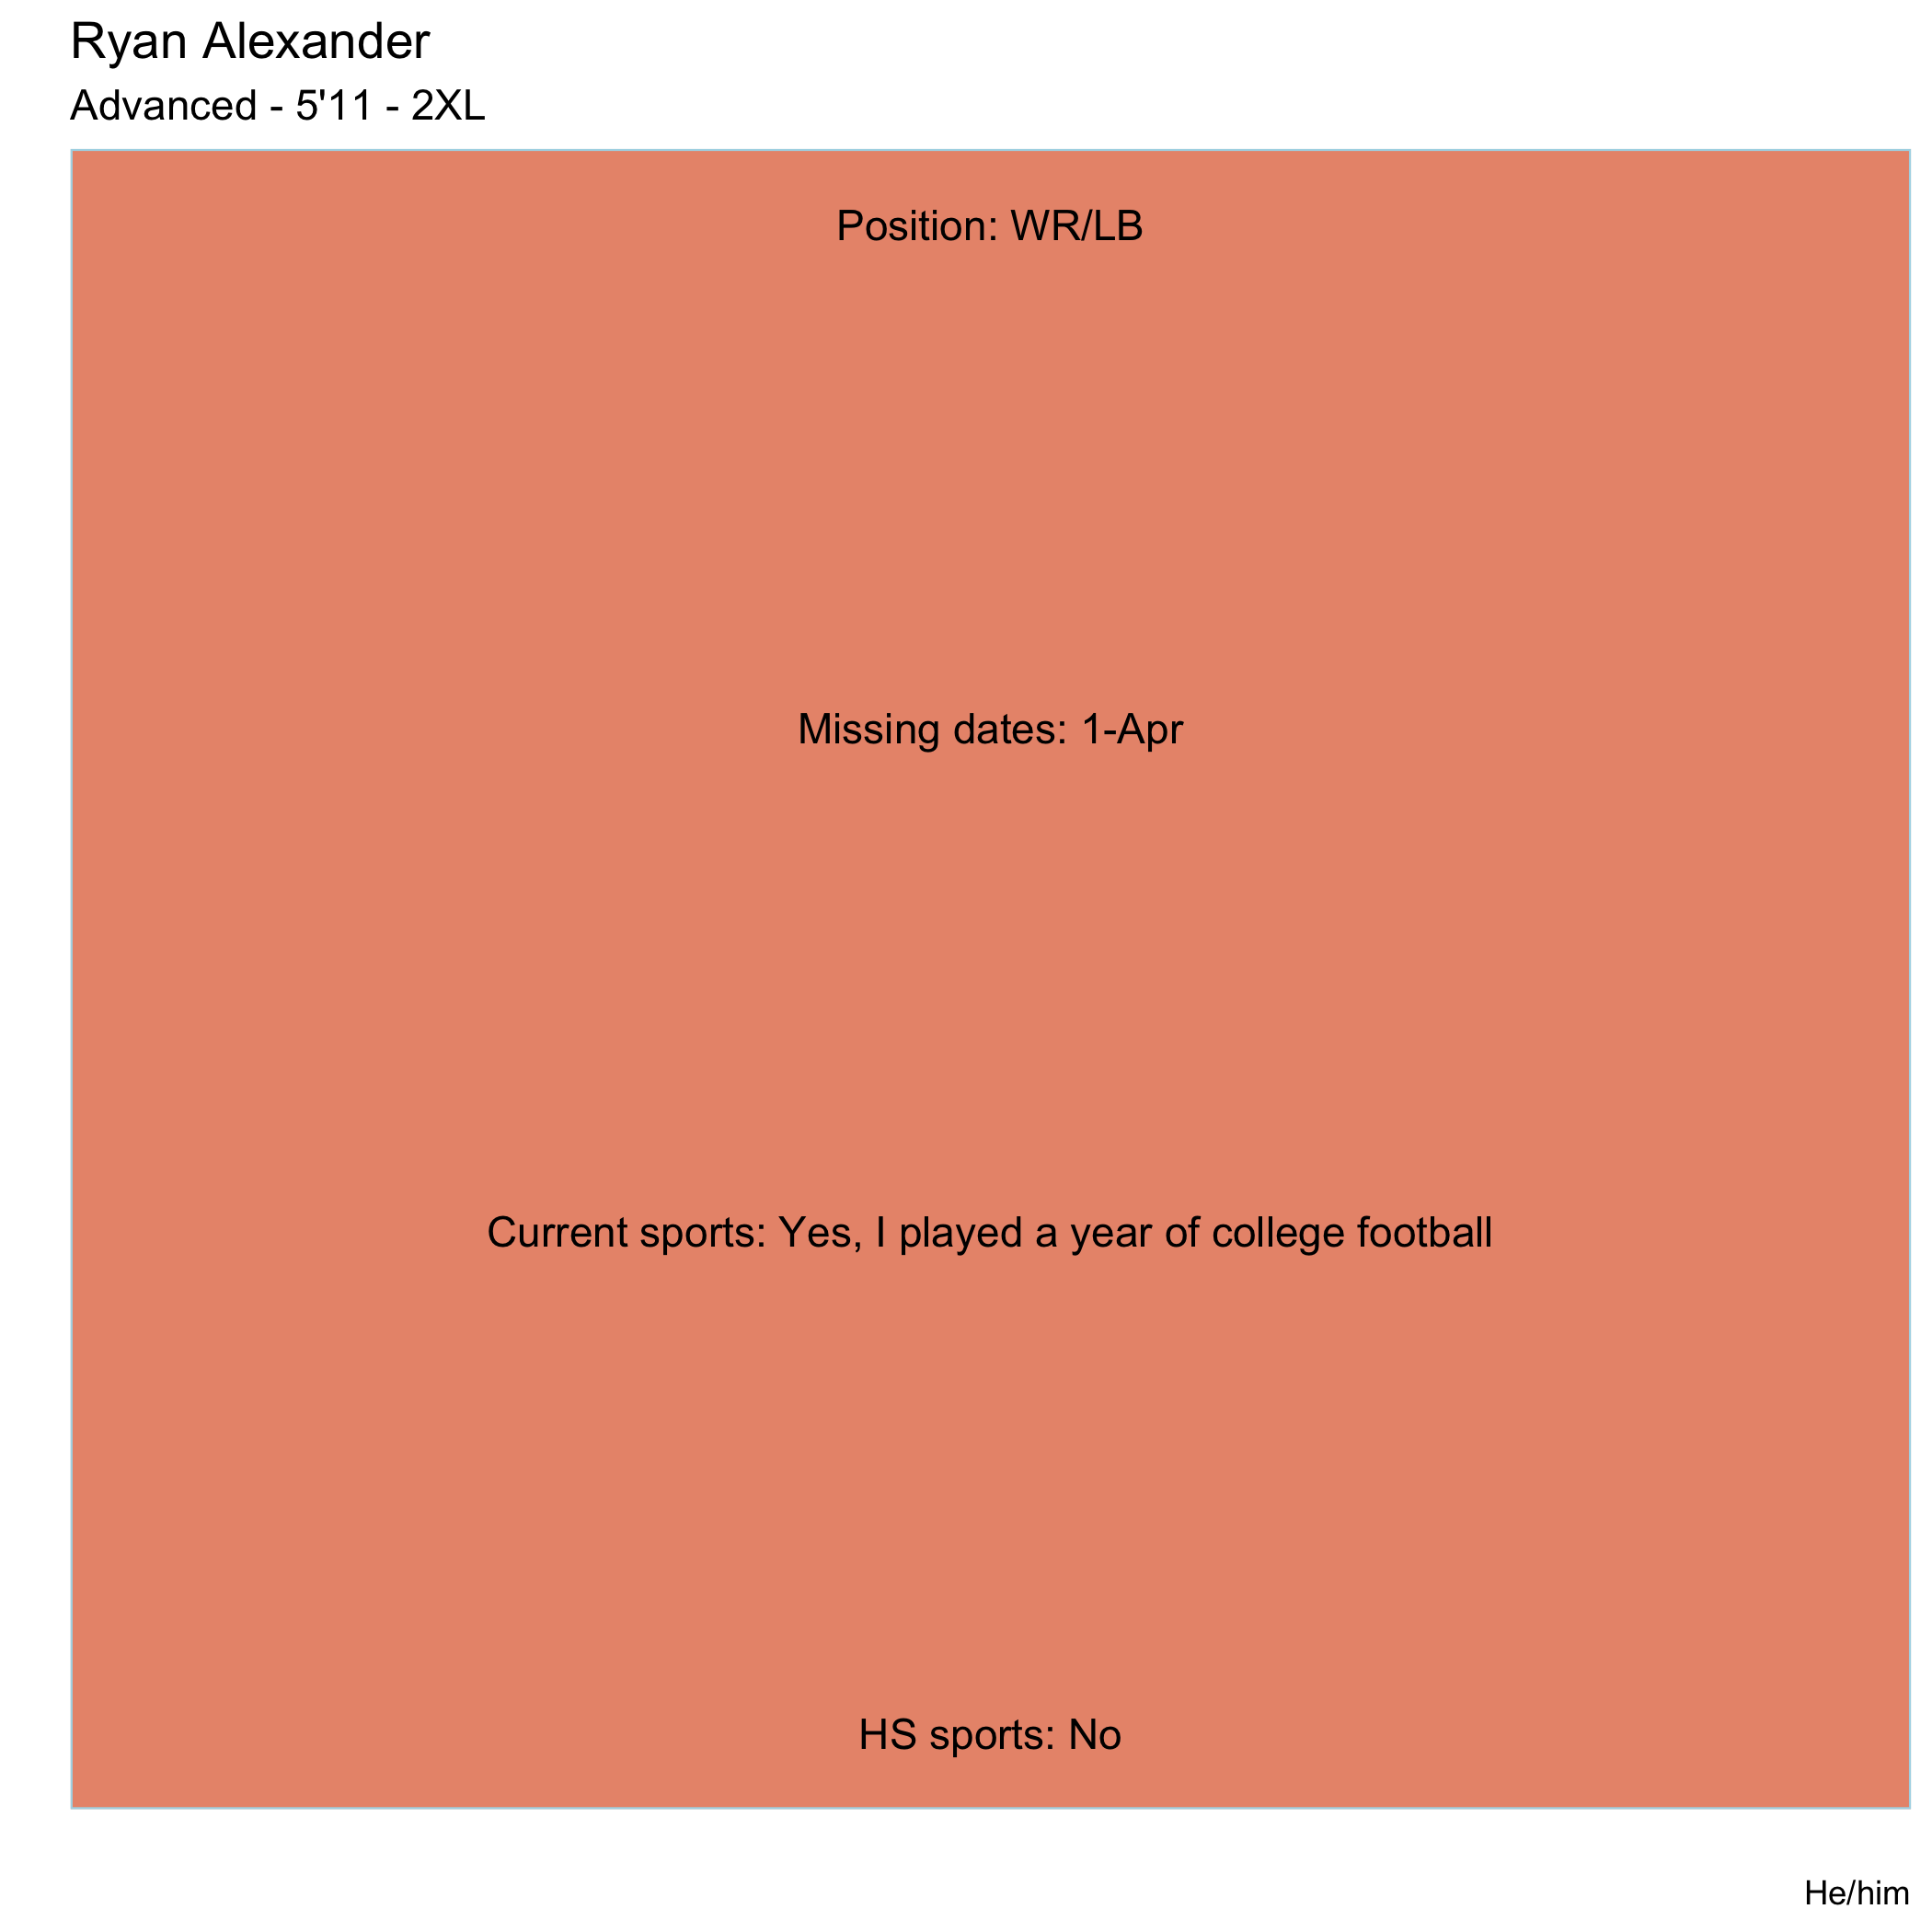 Ryan Alexander
Advanced - 5'11 - 2XL
Position: WR/LB
Missing dates: 1-Apr
Current sports: Yes, I played a year of college football
HS sports: No
He/him